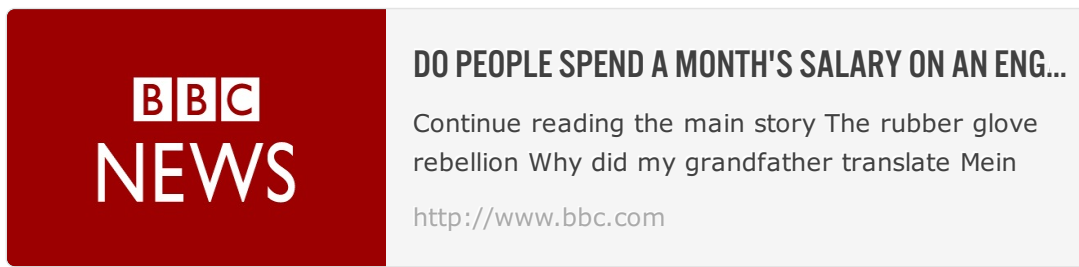 BBC
NEWS
DO PEOPLE SPEND A MONTH'S SALARY ON AN ENG...
Continue reading the main story The rubber glove
rebellion Why did my grandfather translate Mein
http://www.bbc.com